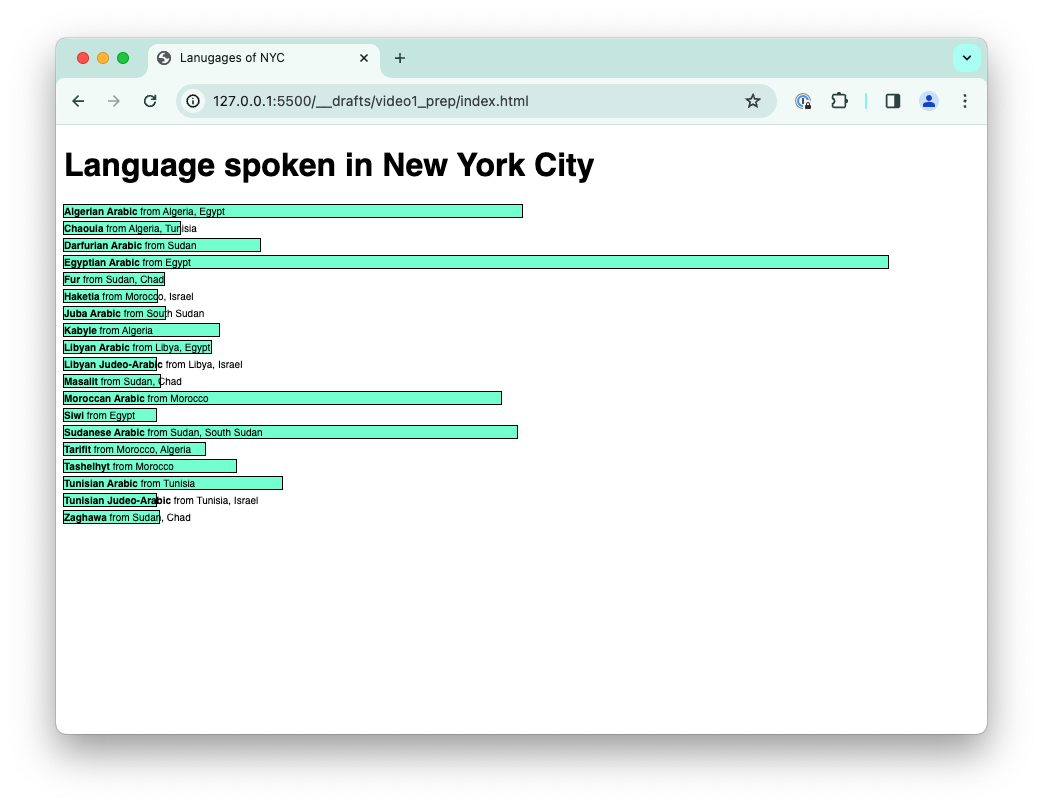 Lanugages of NYC
127.0.0.1:5500/__drafts/video1_prep/index.html
Language spoken in New York City
Algerian Arabic from Algeria, Egypt
Chaouia from Algeria, Tunisia
Darfurian Arabic from Sudan
Egyptian Arabic from Egypt
Fur from Sudan, Chad
Haketia from Morocco, Israel
Juba Arabic from South Sudan
Kabyle from Algeria
Libyan Arabic from Libya, Egypt
Libyan Judeo-Arabic from Libya, Israel
Masalit from Sudan, Chad
Moroccan Arabic from Morocco
Siwi from Egypt
Sudanese Arabic from Sudan, South Sudan
Tarifit from Morocco, Algeria
Tashelhyt from Morocco
Tunisian Arabic from Tunisia
Tunisian Judeo-Arabic from Tunisia, Israel
Zaghawa from Sudan, Chad